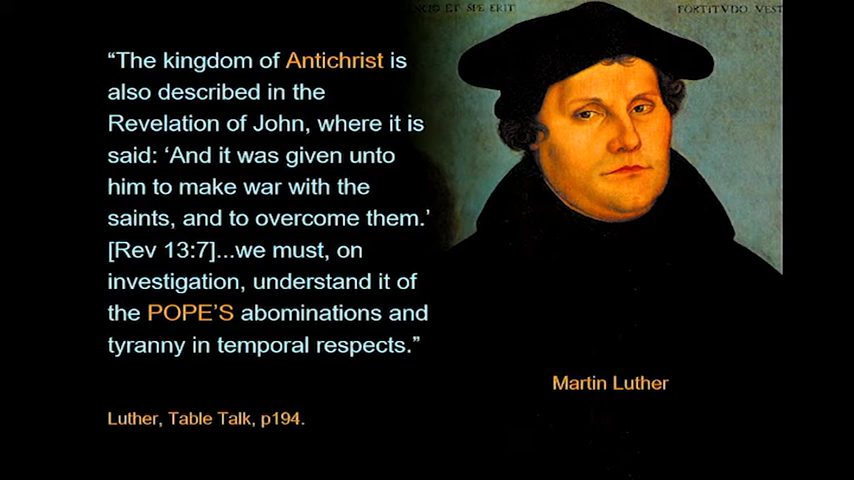 “The kingdom of Antichrist is
also described in the
Revelation of John, where it is
said: ‘And it was given unto
him to make war with the
saints, and to overcome them.’
[Rev 13:7]...we must, on
investigation, understand it of
the POPE’S abominations and
tyranny in temporal respects.”
Luther, Table Talk, p194.
ET SPE ERIT
FORTITVDO VEST
Martin Luther